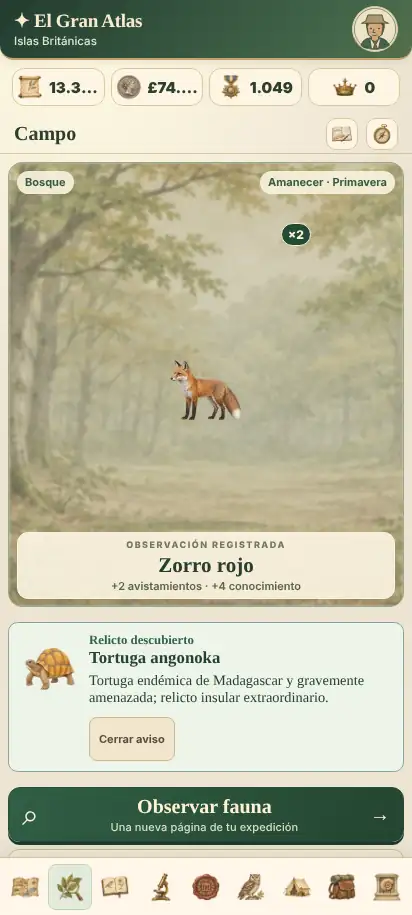 ✦ El Gran Atlas
Islas Británicas
13.3... £74.... 1.049 0
Campo
Bosque Amanecer · Primavera
×2
OBSERVACIÓN REGISTRADA
Zorro rojo
+2 avistamientos · +4 conocimiento
Relicto descubierto
Tortuga angonoka
Tortuga endémica de Madagascar y gravemente
amenazada; relicto insular extraordinario.
Cerrar aviso
Observar fauna
Una nueva página de tu expedición →